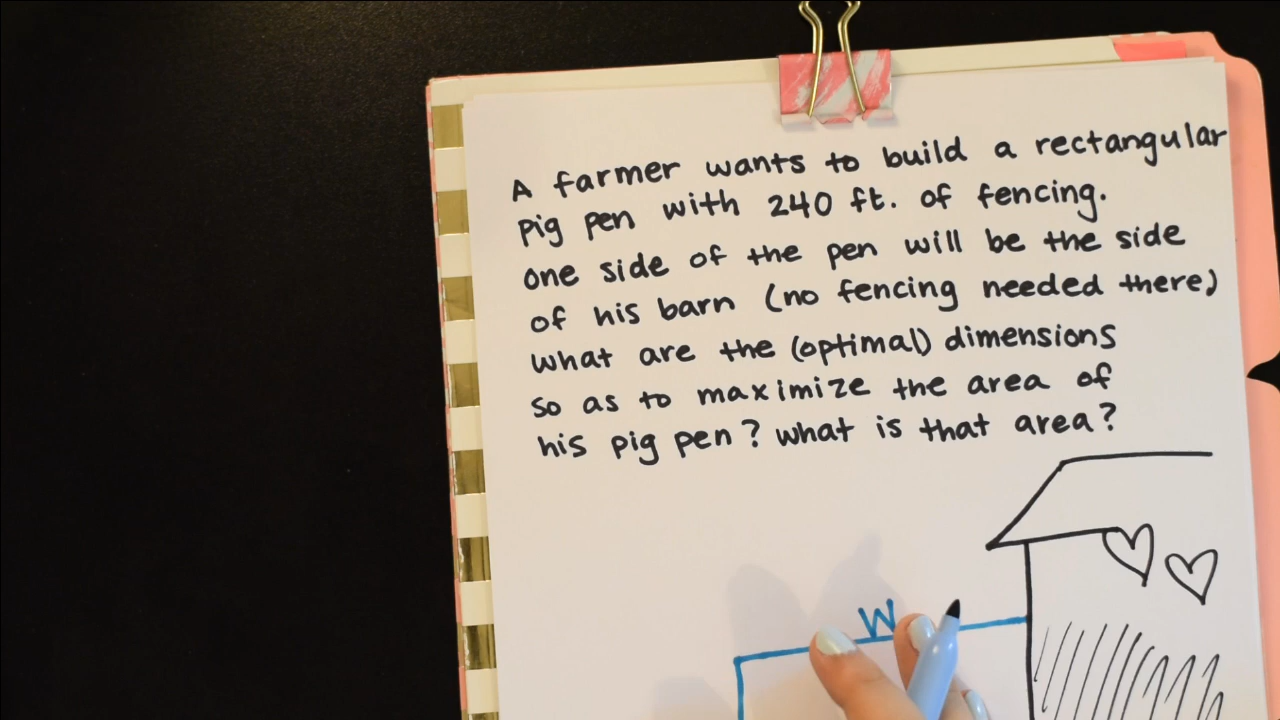 A farmer wants to build a rectangular
pig pen with 240 ft. of fencing.
one side of the pen will be the side
of his barn (no fencing needed there)
what are the (optimal) dimensions
so as to maximize the area of
his pig pen? what is that area?
W